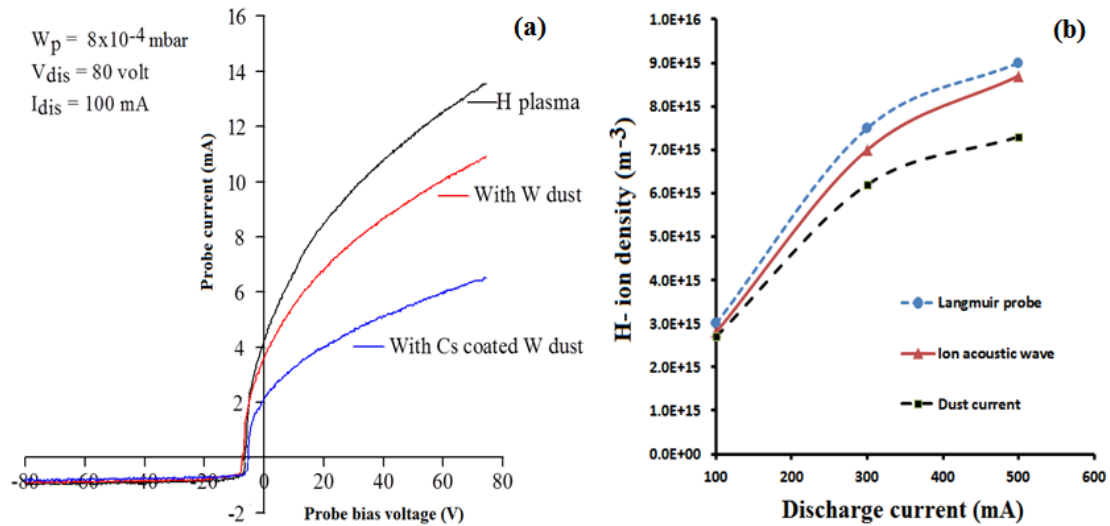 (a)
W_p = 8x10^-4 mbar
V_dis = 80 volt
I_dis = 100 mA
16
14
12
10
8
6
4
2
-2
Probe current (mA)
H plasma
With W dust
With Cs coated W dust
-80 -60 -40 -20 0 20 40 60 80
Probe bias voltage (V)
(b)
1.0E+16
9.0E+15
8.0E+15
7.0E+15
6.0E+15
5.0E+15
4.0E+15
3.0E+15
2.0E+15
1.0E+15
0.0E+00
H- ion density (m^-3)
Langmuir probe
Ion acoustic wave
Dust current
100 200 300 400 500 600
Discharge current (mA)